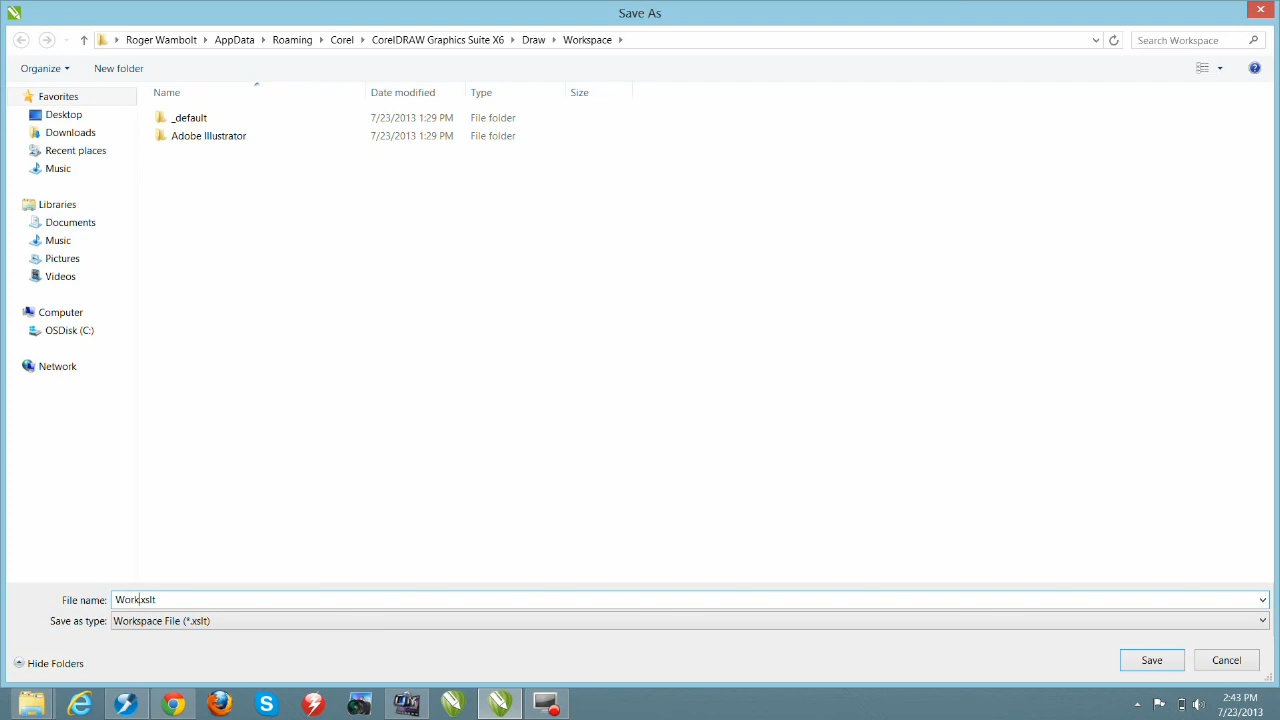 Save As
Roger Wambolt AppData Roaming Corel CorelDRAW Graphics Suite X6 Draw Workspace
Search Workspace
Organize New folder
Name Date modified Type Size
Favorites
Desktop
Downloads
Recent places
Music
Libraries
Documents
Music
Pictures
Videos
Computer
OSDisk (C:)
Network
_default 7/23/2013 1:29 PM File folder
Adobe Illustrator 7/23/2013 1:29 PM File folder
File name: Work.xslt
Save as type: Workspace File (*.xslt)
Hide Folders
Save Cancel
2:43 PM
7/23/2013